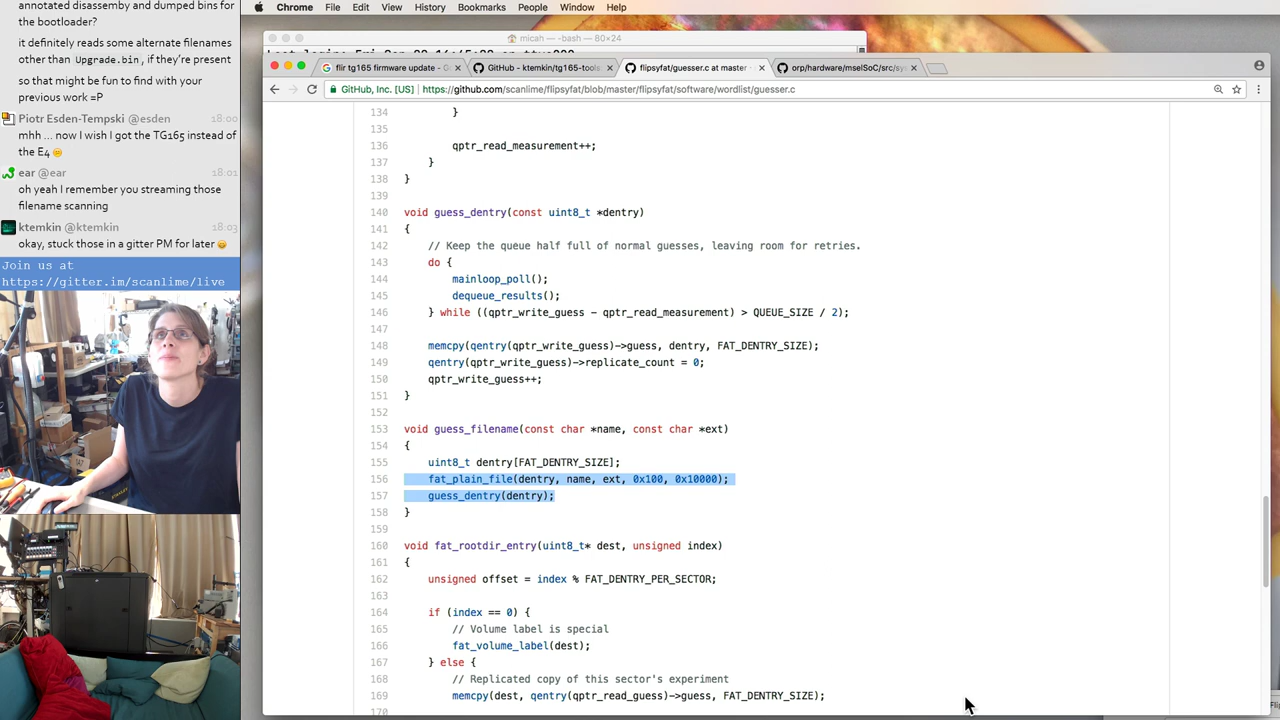 annotated disassemby and dumped bins for
the bootloader?
it definitely reads some alternate filenames
other than Upgrade.bin, if they're present
so that might be fun to find with your
previous work =P
Piotr Esden-Tempski @esden 18:00
mhh ... now I wish I got the TG165 instead of
the E4
ear @ear 18:01
oh yeah I remember you streaming those
filename scanning
ktemkin @ktemkin 18:03
okay, stuck those in a gitter PM for later
Join us at
https://gitter.im/scanlime/live
Chrome File Edit View History Bookmarks People Window Help
micah — -bash — 80×24
flir tg165 firmware update - G
GitHub - ktemkin/tg165-tools
flipsyfat/guesser.c at master
orp/hardware/mselSoC/src/sy
GitHub, Inc. [US] https://github.com/scanlime/flipsyfat/blob/master/flipsyfat/software/wordlist/guesser.c
134 }
135
136 qptr_read_measurement++;
137 }
138 }
139
140 void guess_dentry(const uint8_t *dentry)
141 {
142 // Keep the queue half full of normal guesses, leaving room for retries.
143 do {
144 mainloop_poll();
145 dequeue_results();
146 } while ((qptr_write_guess - qptr_read_measurement) > QUEUE_SIZE / 2);
147
148 memcpy(qentry(qptr_write_guess)->guess, dentry, FAT_DENTRY_SIZE);
149 qentry(qptr_write_guess)->replicate_count = 0;
150 qptr_write_guess++;
151 }
152
153 void guess_filename(const char *name, const char *ext)
154 {
155 uint8_t dentry[FAT_DENTRY_SIZE];
156 fat_plain_file(dentry, name, ext, 0x100, 0x10000);
157 guess_dentry(dentry);
158 }
159
160 void fat_rootdir_entry(uint8_t* dest, unsigned index)
161 {
162 unsigned offset = index % FAT_DENTRY_PER_SECTOR;
163
164 if (index == 0) {
165 // Volume label is special
166 fat_volume_label(dest);
167 } else {
168 // Replicated copy of this sector's experiment
169 memcpy(dest, qentry(qptr_read_guess)->guess, FAT_DENTRY_SIZE);
170